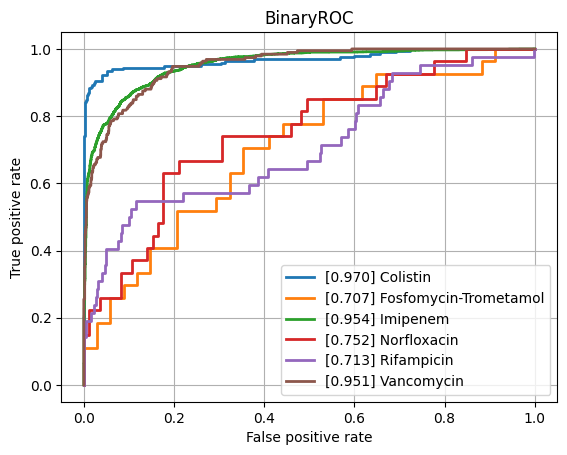 BinaryROC
True positive rate
1.0
0.8
0.6
0.4
0.2
0.0
[0.970] Colistin
[0.707] Fosfomycin-Trometamol
[0.954] Imipenem
[0.752] Norfloxacin
[0.713] Rifampicin
[0.951] Vancomycin
0.0 0.2 0.4 0.6 0.8 1.0
False positive rate